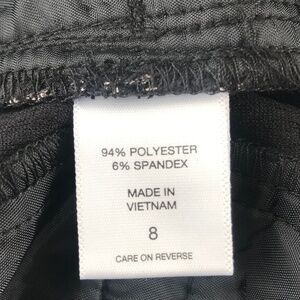 94% POLYESTER
6% SPANDEX
MADE IN
VIETNAM
8
CARE ON REVERSE